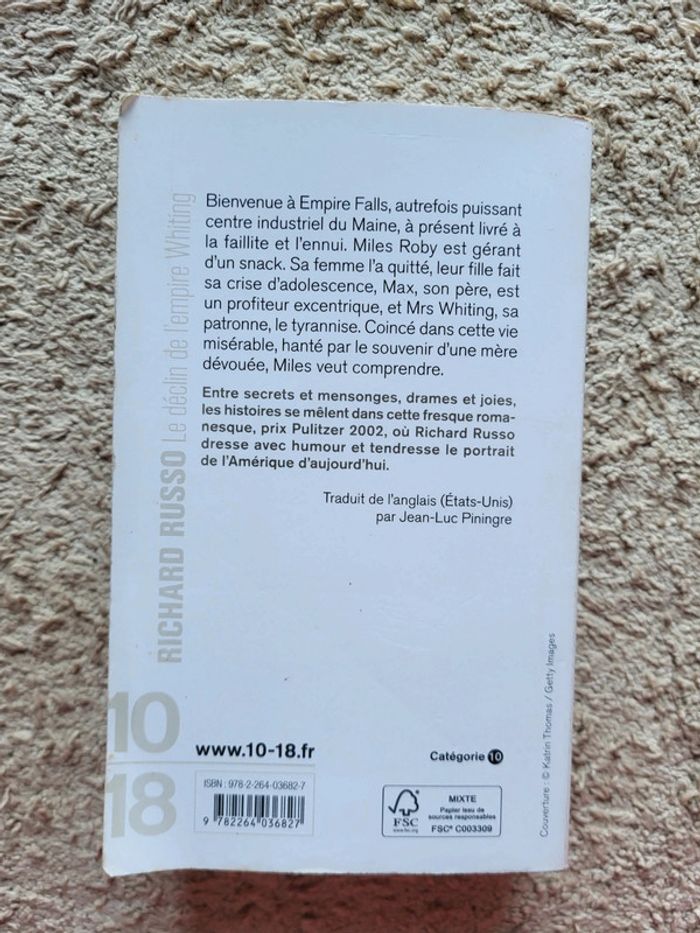 Bienvenue à Empire Falls, autrefois puissant
centre industriel du Maine, à présent livré à
la faillite et l'ennui. Miles Roby est gérant
d'un snack. Sa femme l'a quitté, leur fille fait
sa crise d'adolescence, Max, son père, est
un profiteur excentrique, et Mrs Whiting, sa
patronne, le tyrannise. Coincé dans cette vie
misérable, hanté par le souvenir d'une mère
dévouée, Miles veut comprendre.
Entre secrets et mensonges, drames et joies,
les histoires se mêlent dans cette fresque roma-
nesque, prix Pulitzer 2002, où Richard Russo
dresse avec humour et tendresse le portrait
de l'Amérique d'aujourd'hui.
Traduit de l'anglais (États-Unis)
par Jean-Luc Piningre
RICHARD RUSSO Le déclin de l'empire Whiting
10
18
www.10-18.fr
Catégorie 10
ISBN : 978-2-264-03682-7
9 782264 036827
FSC
www.fsc.org
MIXTE
Papier issu de
sources responsables
FSC® C003309
Couverture : © Katrin Thomas / Getty Images